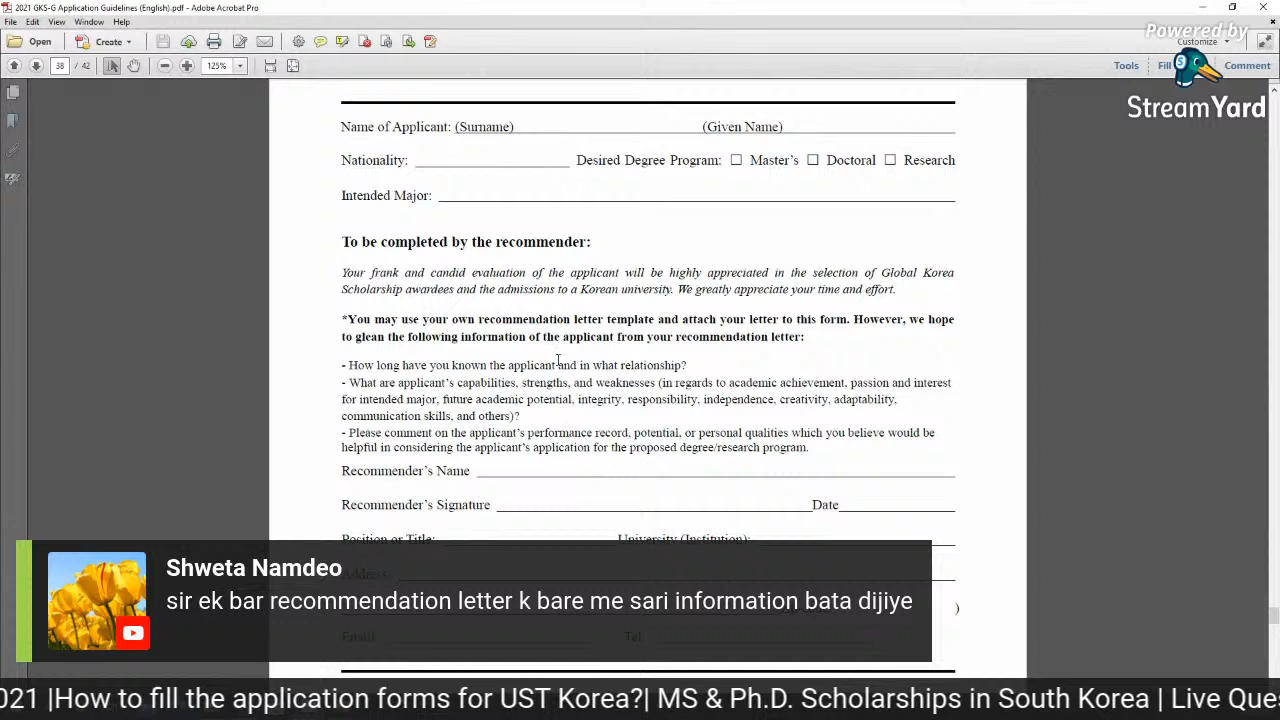 2021 GKS-G Application Guidelines (English).pdf - Adobe Acrobat Pro
File Edit View Window Help
Powered by
Open Create Customize
38 / 42 125% Tools Fill Comment
StreamYard
Name of Applicant: (Surname) (Given Name)
Nationality: Desired Degree Program: ☐ Master's ☐ Doctoral ☐ Research
Intended Major:
To be completed by the recommender:
Your frank and candid evaluation of the applicant will be highly appreciated in the selection of Global Korea
Scholarship awardees and the admissions to a Korean university. We greatly appreciate your time and effort.
*You may use your own recommendation letter template and attach your letter to this form. However, we hope
to glean the following information of the applicant from your recommendation letter:
- How long have you known the applicant and in what relationship?
- What are applicant's capabilities, strengths, and weaknesses (in regards to academic achievement, passion and interest
for intended major, future academic potential, integrity, responsibility, independence, creativity, adaptability,
communication skills, and others)?
- Please comment on the applicant's performance record, potential, or personal qualities which you believe would be
helpful in considering the applicant's application for the proposed degree/research program.
Recommender's Name
Recommender's Signature Date
Position or Title: University (Institution):
Address:
)
Email: Tel:
Shweta Namdeo
sir ek bar recommendation letter k bare me sari information bata dijiye
2021 |How to fill the application forms for UST Korea?| MS & Ph.D. Scholarships in South Korea | Live Ques